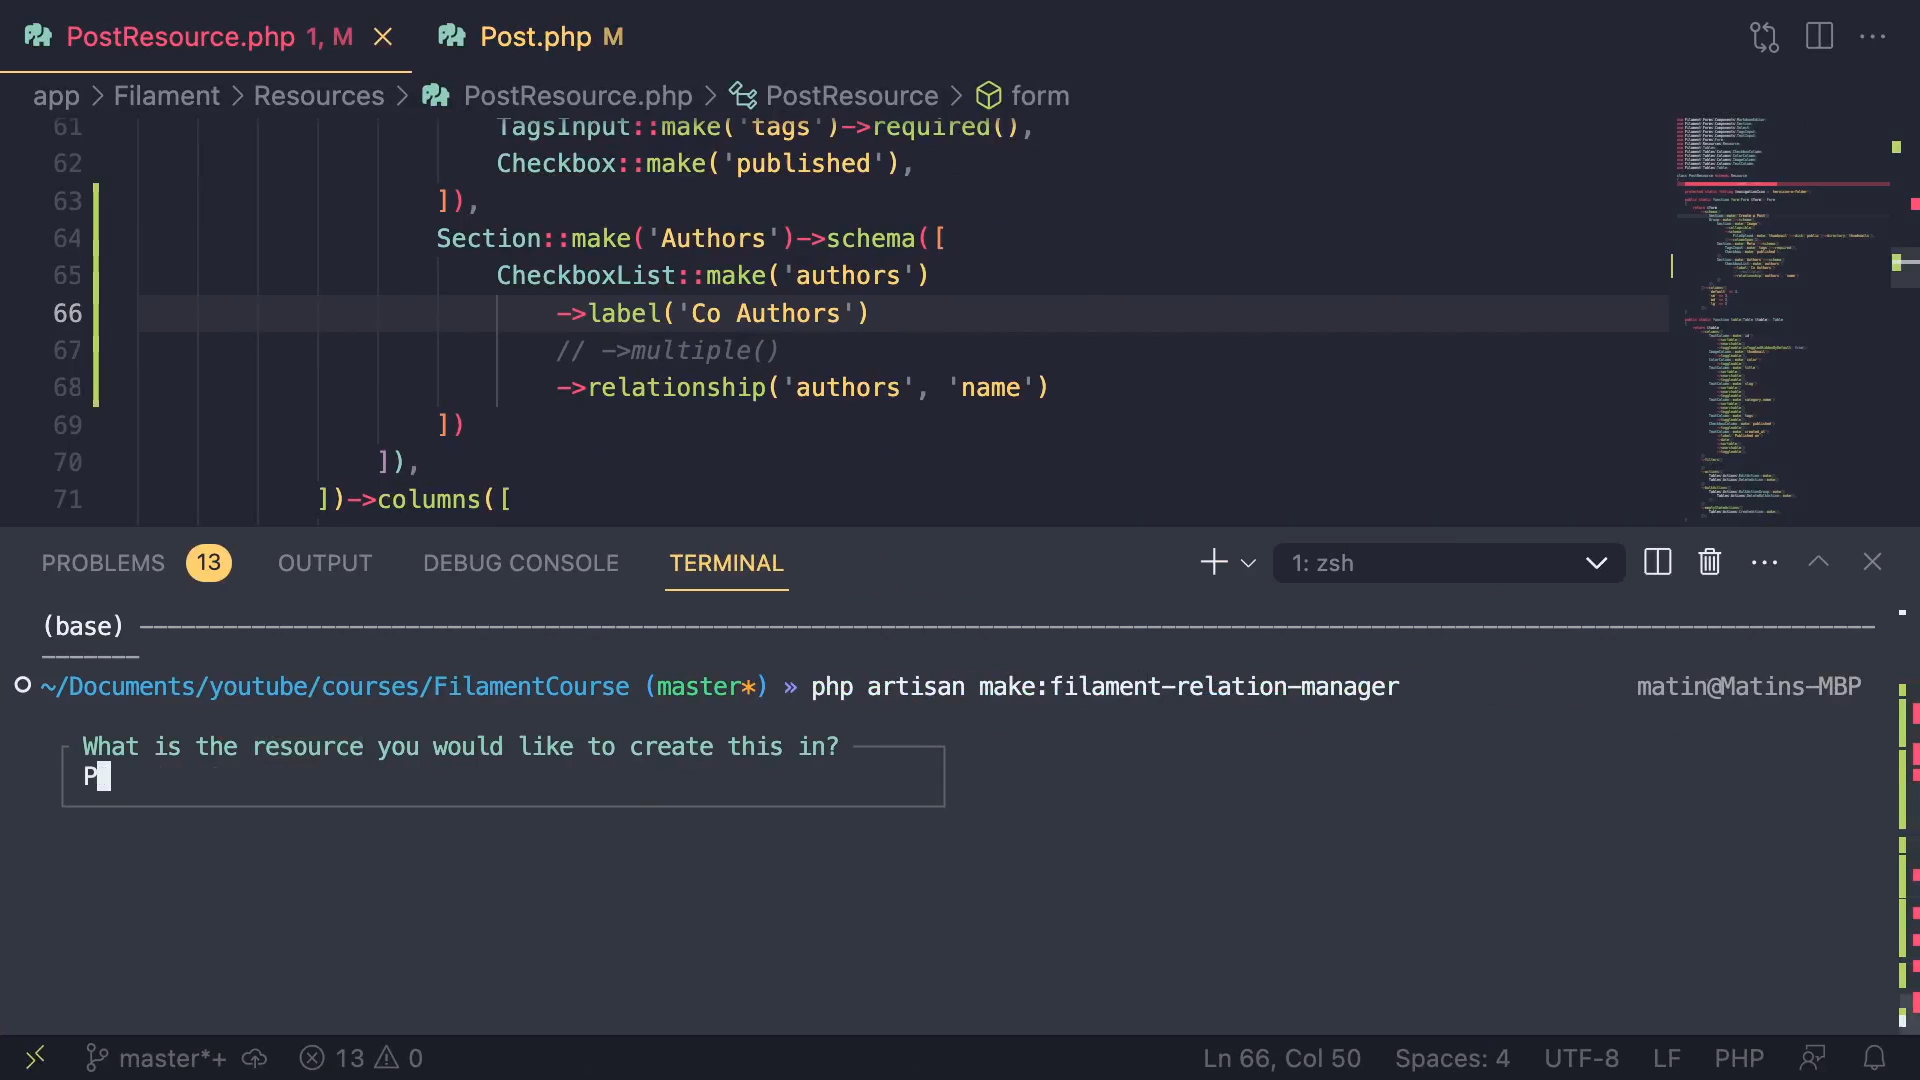 PostResource.php 1, M
Post.php M
app > Filament > Resources > PostResource.php > PostResource > form
61 TagsInput::make('tags')->required(),
62 Checkbox::make('published'),
63 ]),
64 Section::make('Authors')->schema([
65 CheckboxList::make('authors')
66 ->label('Co Authors')
67 // ->multiple()
68 ->relationship('authors', 'name')
69 ])
70 ]),
71 ])->columns([
PROBLEMS 13 OUTPUT DEBUG CONSOLE TERMINAL 1: zsh
(base)
~/Documents/youtube/courses/FilamentCourse (master*) » php artisan make:filament-relation-manager matin@Matins-MBP
What is the resource you would like to create this in?
P
master*+ 13 0 Ln 66, Col 50 Spaces: 4 UTF-8 LF PHP